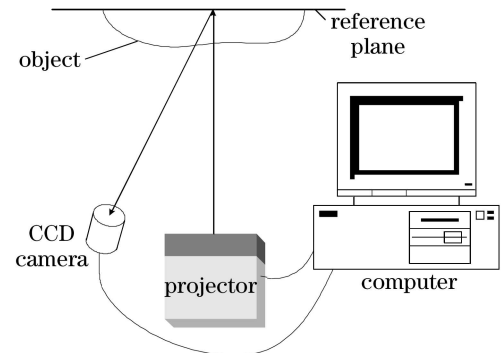 reference
plane
object
CCD
camera
projector
computer